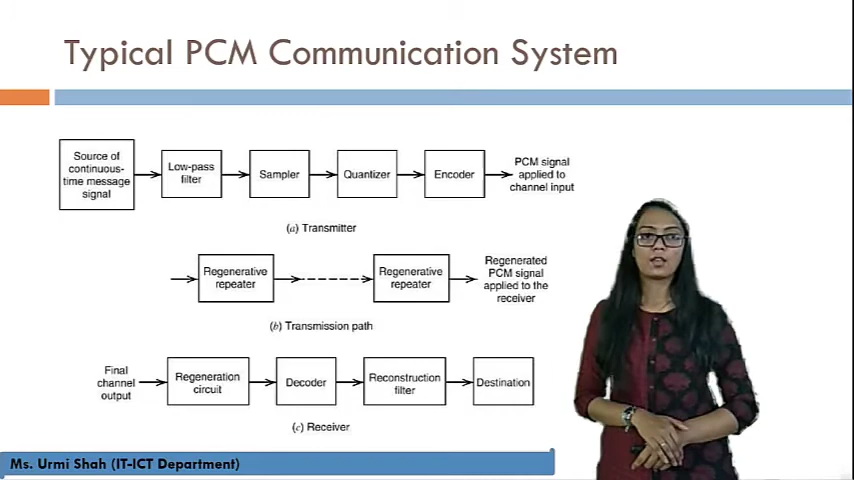 Typical PCM Communication System
Source of
continuous-
time message
signal
Low-pass
filter
Sampler
Quantizer
Encoder
PCM signal
applied to
channel input
(a) Transmitter
Regenerative
repeater
Regenerative
repeater
Regenerated
PCM signal
applied to the
receiver
(b) Transmission path
Final
channel
output
Regeneration
circuit
Decoder
Reconstruction
filter
Destination
(c) Receiver
Ms. Urmi Shah (IT-ICT Department)